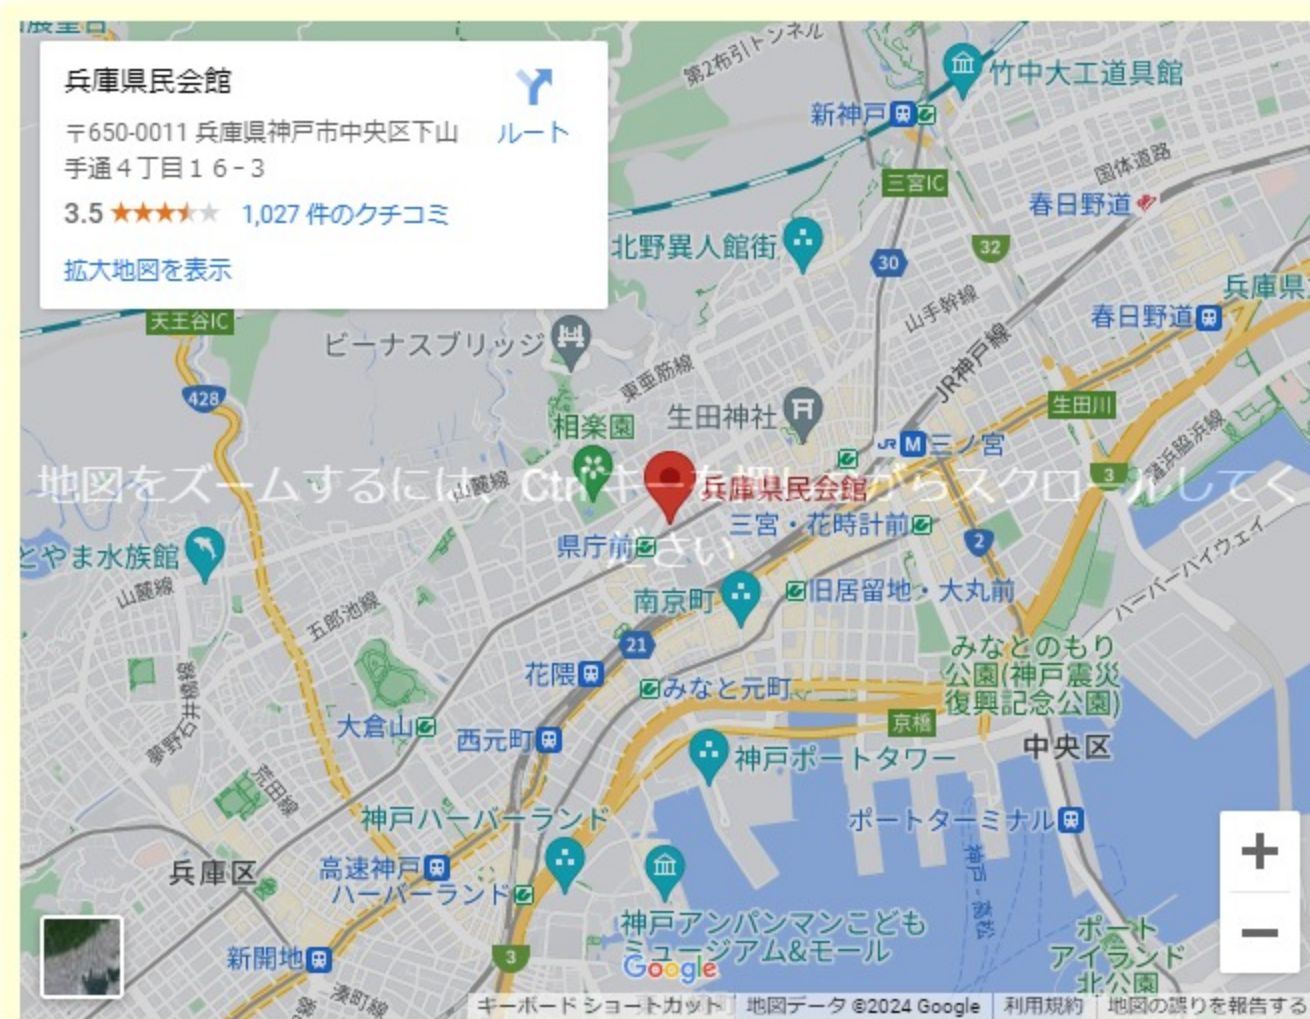 兵庫県民会館
〒650-0011 兵庫県神戸市中央区下山
手通４丁目１６−３
ルート
3.5
1,027 件のクチコミ
拡大地図を表示
第2布引トンネル
竹中大工道具館
新神戸
国体道路
三宮IC
春日野道
北野異人館街
30
32
兵庫県
天王谷IC
山手幹線
春日野道
ビーナスブリッジ
東亜筋線
JR神戸線
428
生田川
相楽園
生田神社
JR M 三ノ宮
3
地図をズームするには、Ctrl キーを押しながらスクロールしてく
ださい
山麓線
兵庫県民会館
三宮・花時計前
県庁前
2
とやま水族館
山麓線
南京町
旧居留地・大丸前
ハーバーハイウェイ
五郎池線
21
みなとのもり
公園(神戸震災
復興記念公園)
花隈
みなと元町
大倉山
西元町
京橋
中央区
神戸ポートタワー
荒田線
神戸ハーバーランド
ポートターミナル
兵庫区
高速神戸
ハーバーランド
神戸 - 高松
神戸アンパンマンこども
ミュージアム&モール
ポート
アイランド
北公園
新開地
3
Google
湊町線
キーボード ショートカット
地図データ ©2024 Google
利用規約
地図の誤りを報告する